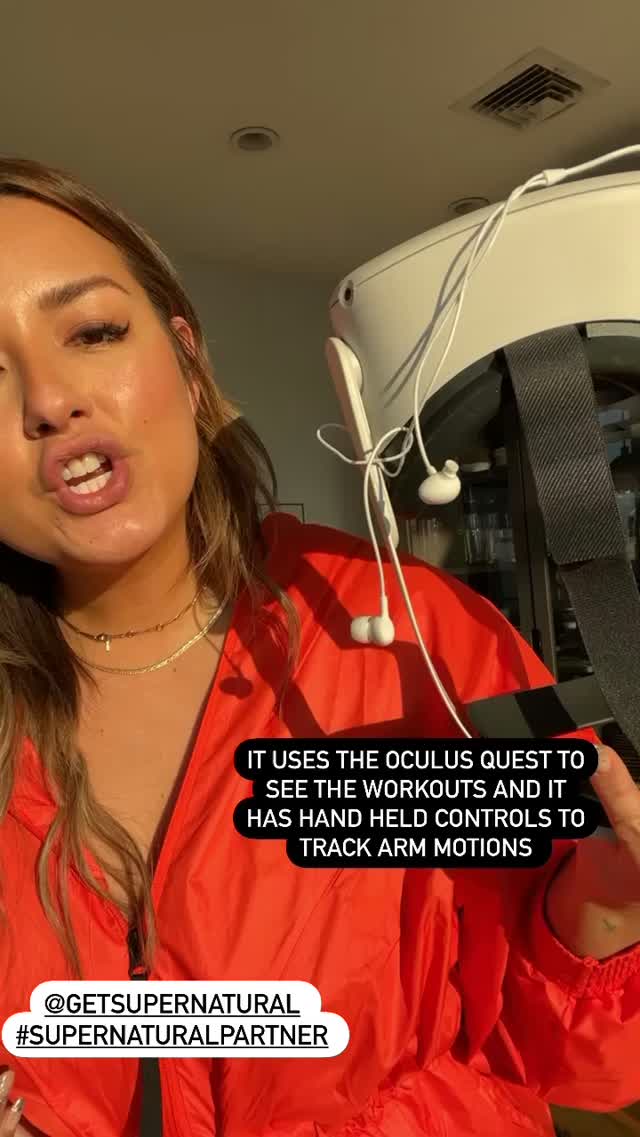 IT USES THE OCULUS QUEST TO
SEE THE WORKOUTS AND IT
HAS HAND HELD CONTROLS TO
TRACK ARM MOTIONS
@GETSUPERNATURAL
#SUPERNATURALPARTNER